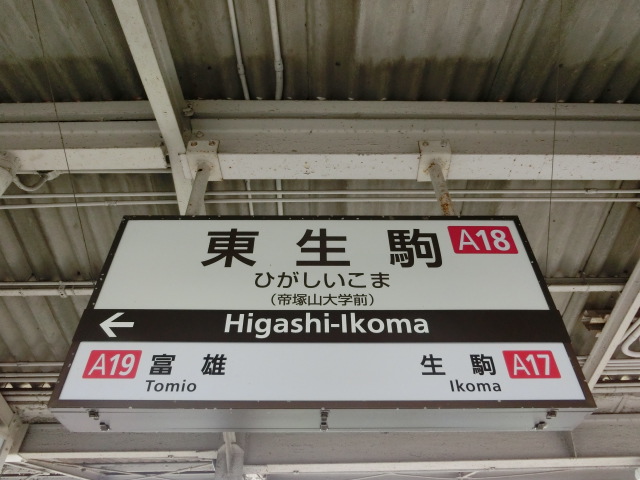 東生駒 A18
ひがしいこま
(帝塚山大学前)
← Higashi-Ikoma
A19 富雄 生駒 A17
Tomio Ikoma